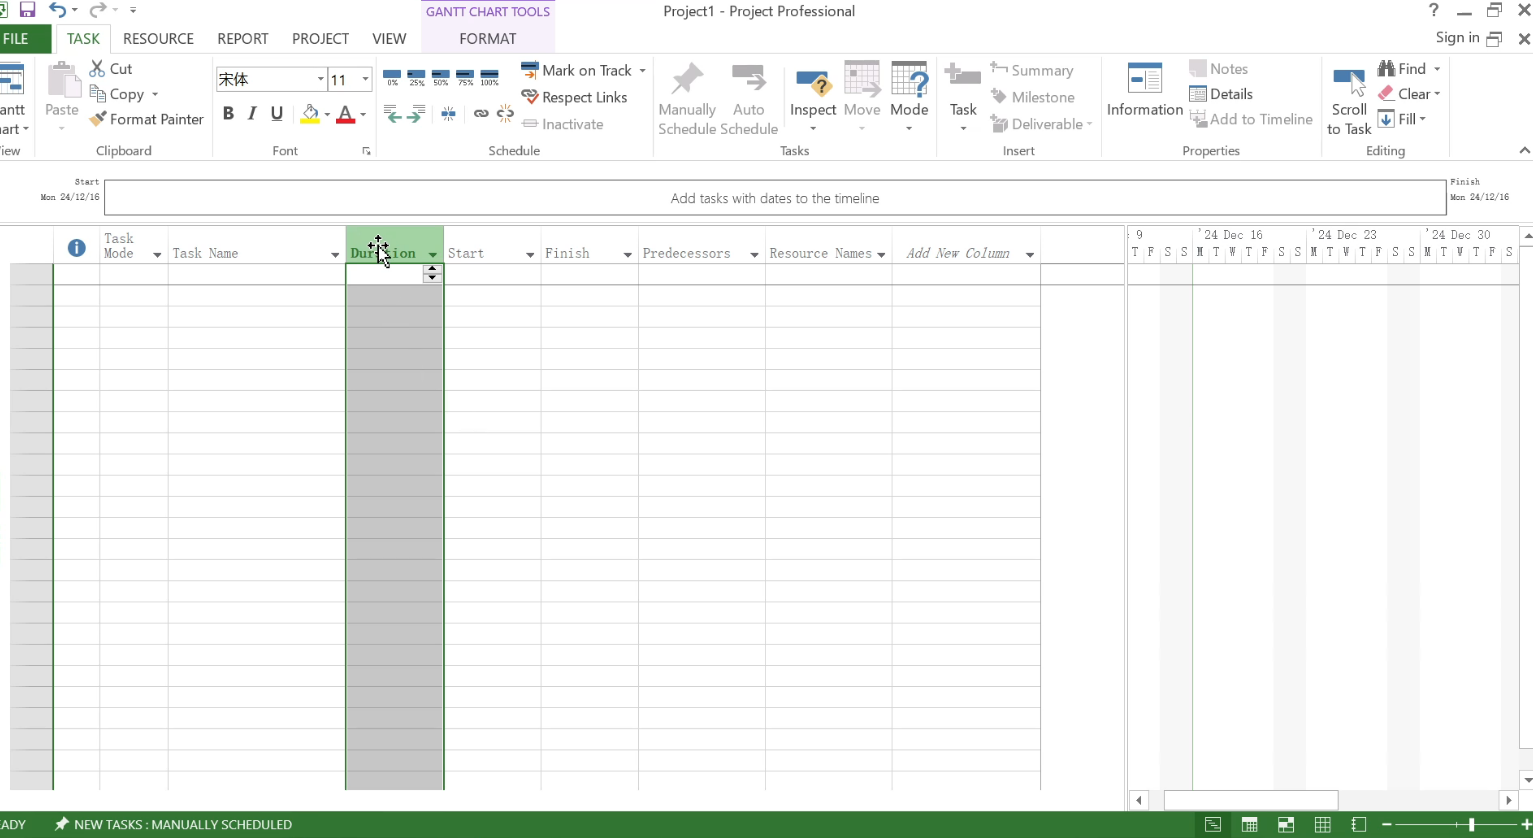 GANTT CHART TOOLS
Project1 - Project Professional
?
FILE TASK RESOURCE REPORT PROJECT VIEW FORMAT
Sign in
Paste
Cut
Copy
Format Painter
Clipboard
宋体 11
B I U A
Font
0% 25% 50% 75% 100%
Mark on Track
Respect Links
Inactivate
Schedule
Manually Schedule
Auto Schedule
Inspect
Move
Mode
Tasks
Task
Summary
Milestone
Deliverable
Insert
Information
Notes
Details
Add to Timeline
Properties
Scroll to Task
Find
Clear
Fill
Editing
Start
Mon 24/12/16
Add tasks with dates to the timeline
Finish
Mon 24/12/16
Task Mode
Task Name
Duration
Start
Finish
Predecessors
Resource Names
Add New Column
9 '24 Dec 16 '24 Dec 23 '24 Dec 30
T F S S M T W T F S S M T W T F S S M T W T F S
NEW TASKS : MANUALLY SCHEDULED